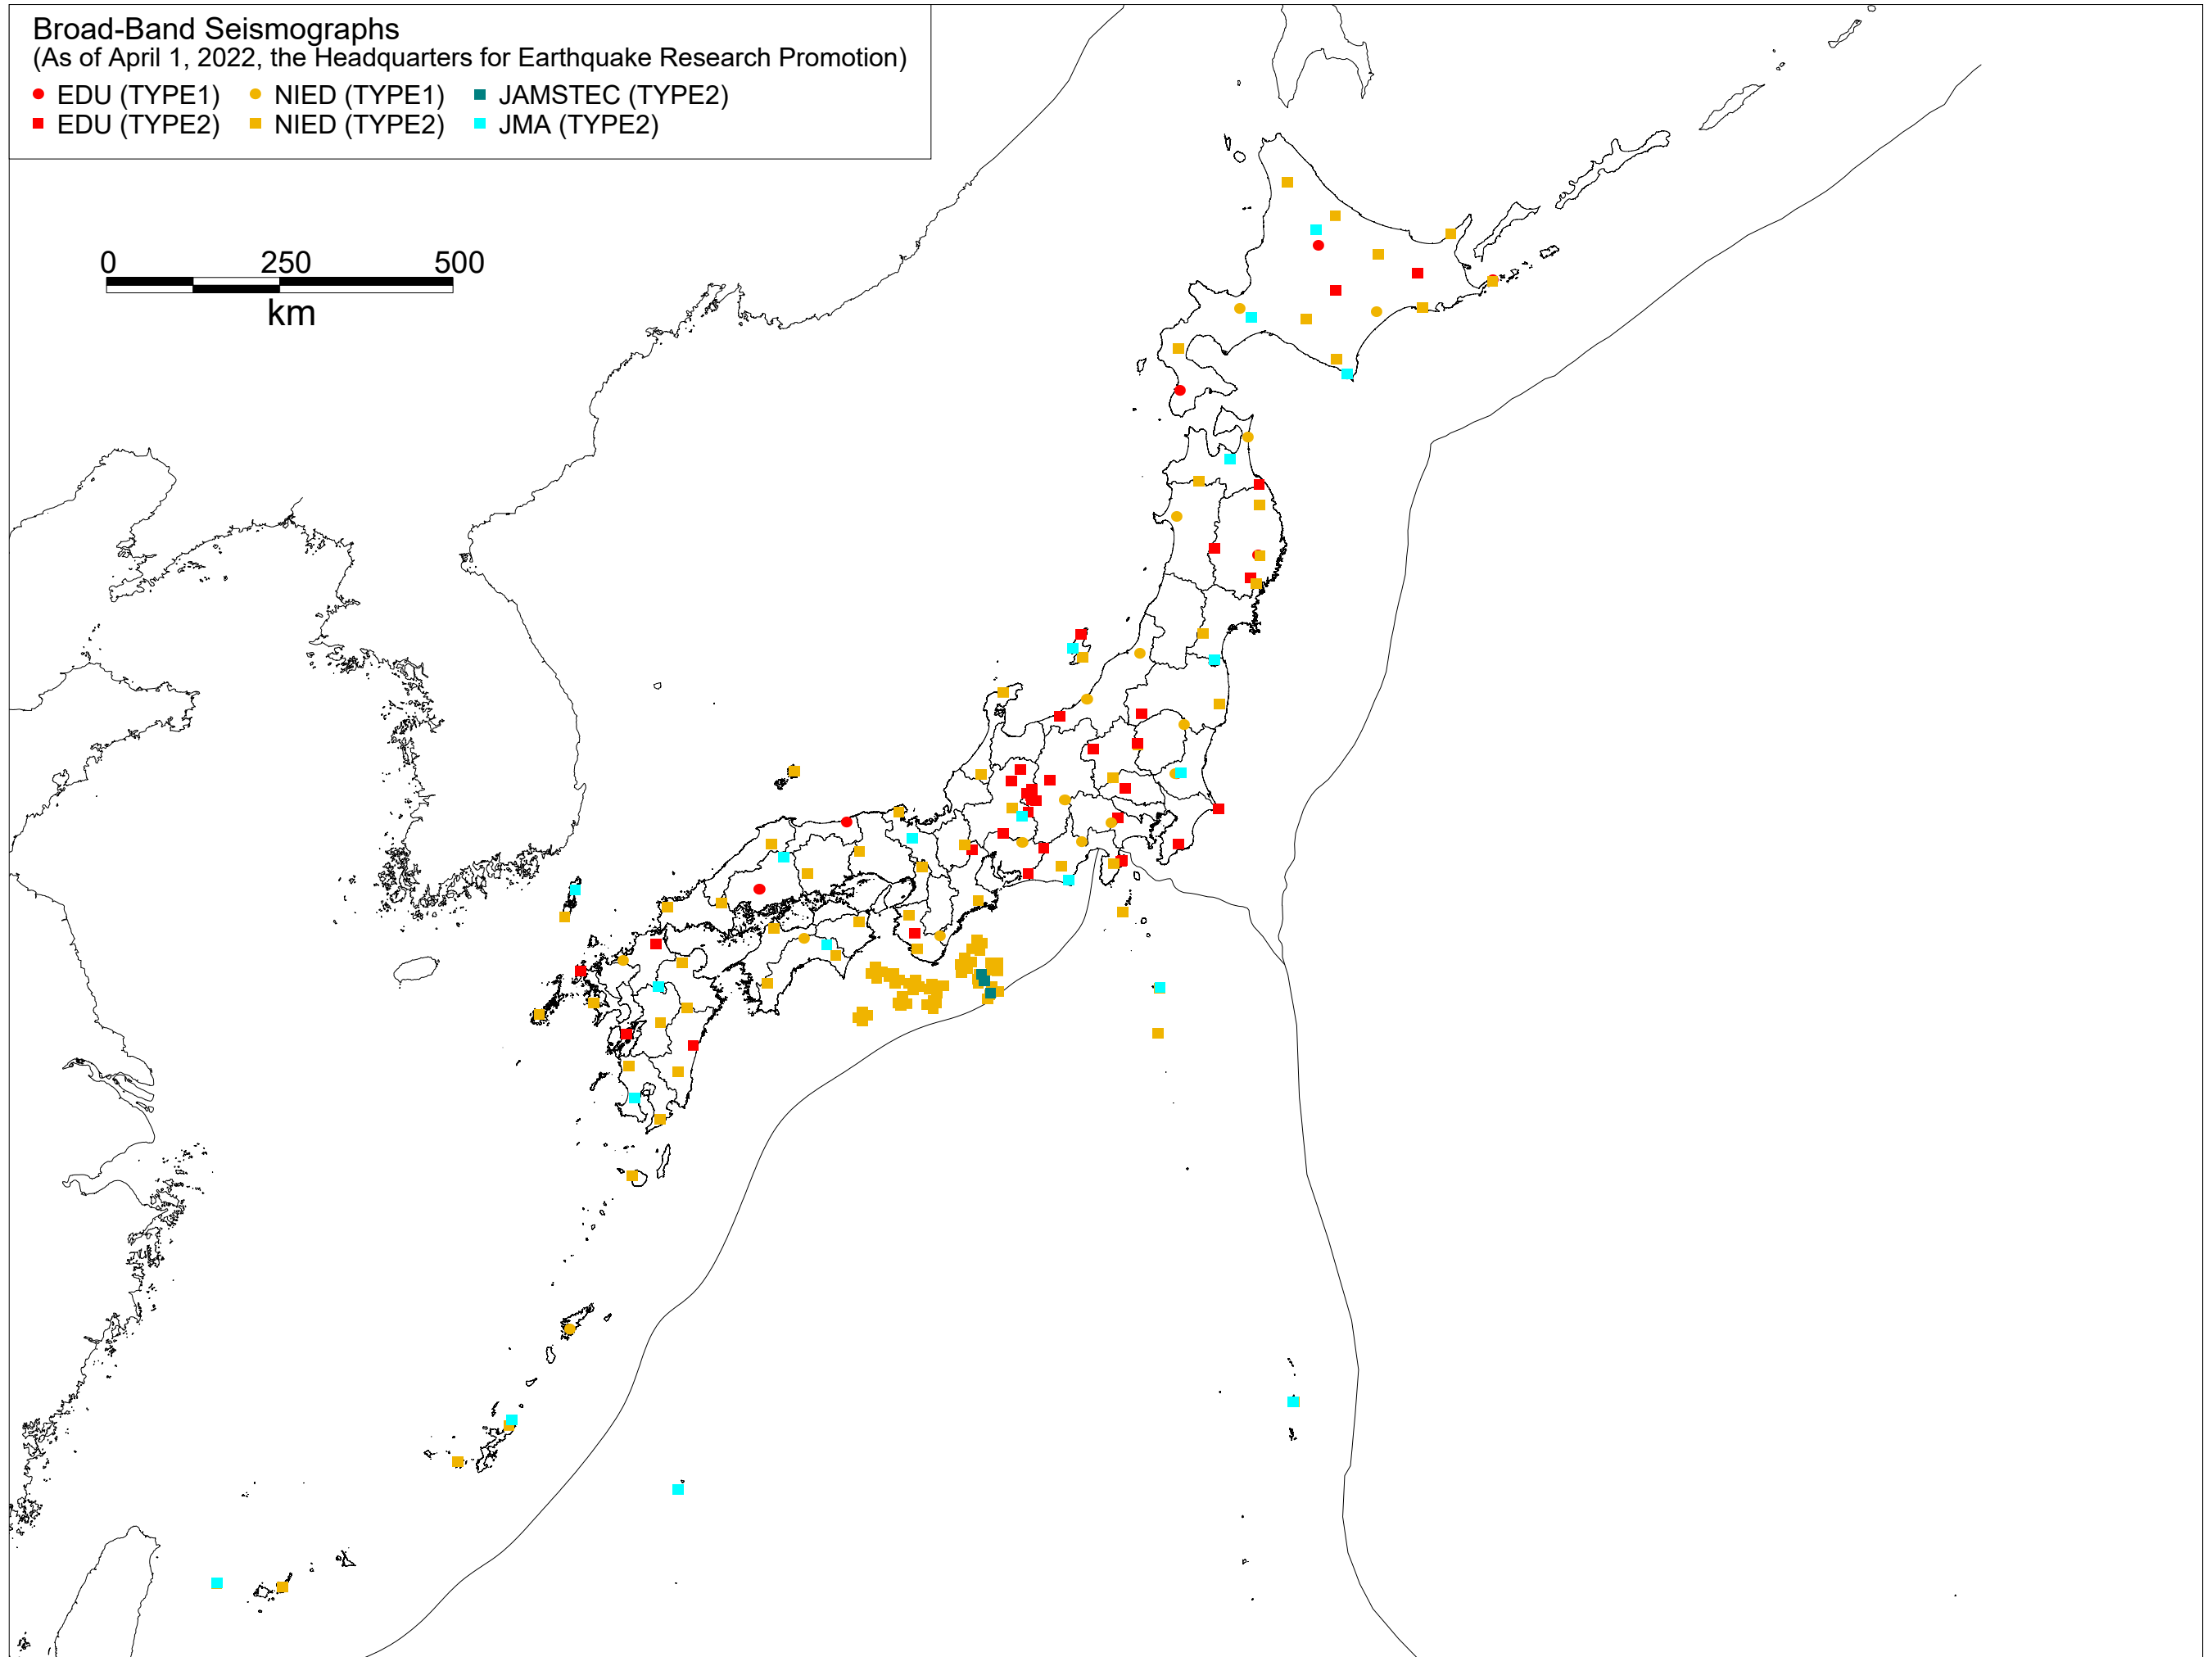 Broad-Band Seismographs
(As of April 1, 2022, the Headquarters for Earthquake Research Promotion)
EDU (TYPE1) NIED (TYPE1) JAMSTEC (TYPE2)
EDU (TYPE2) NIED (TYPE2) JMA (TYPE2)
0 250 500
km